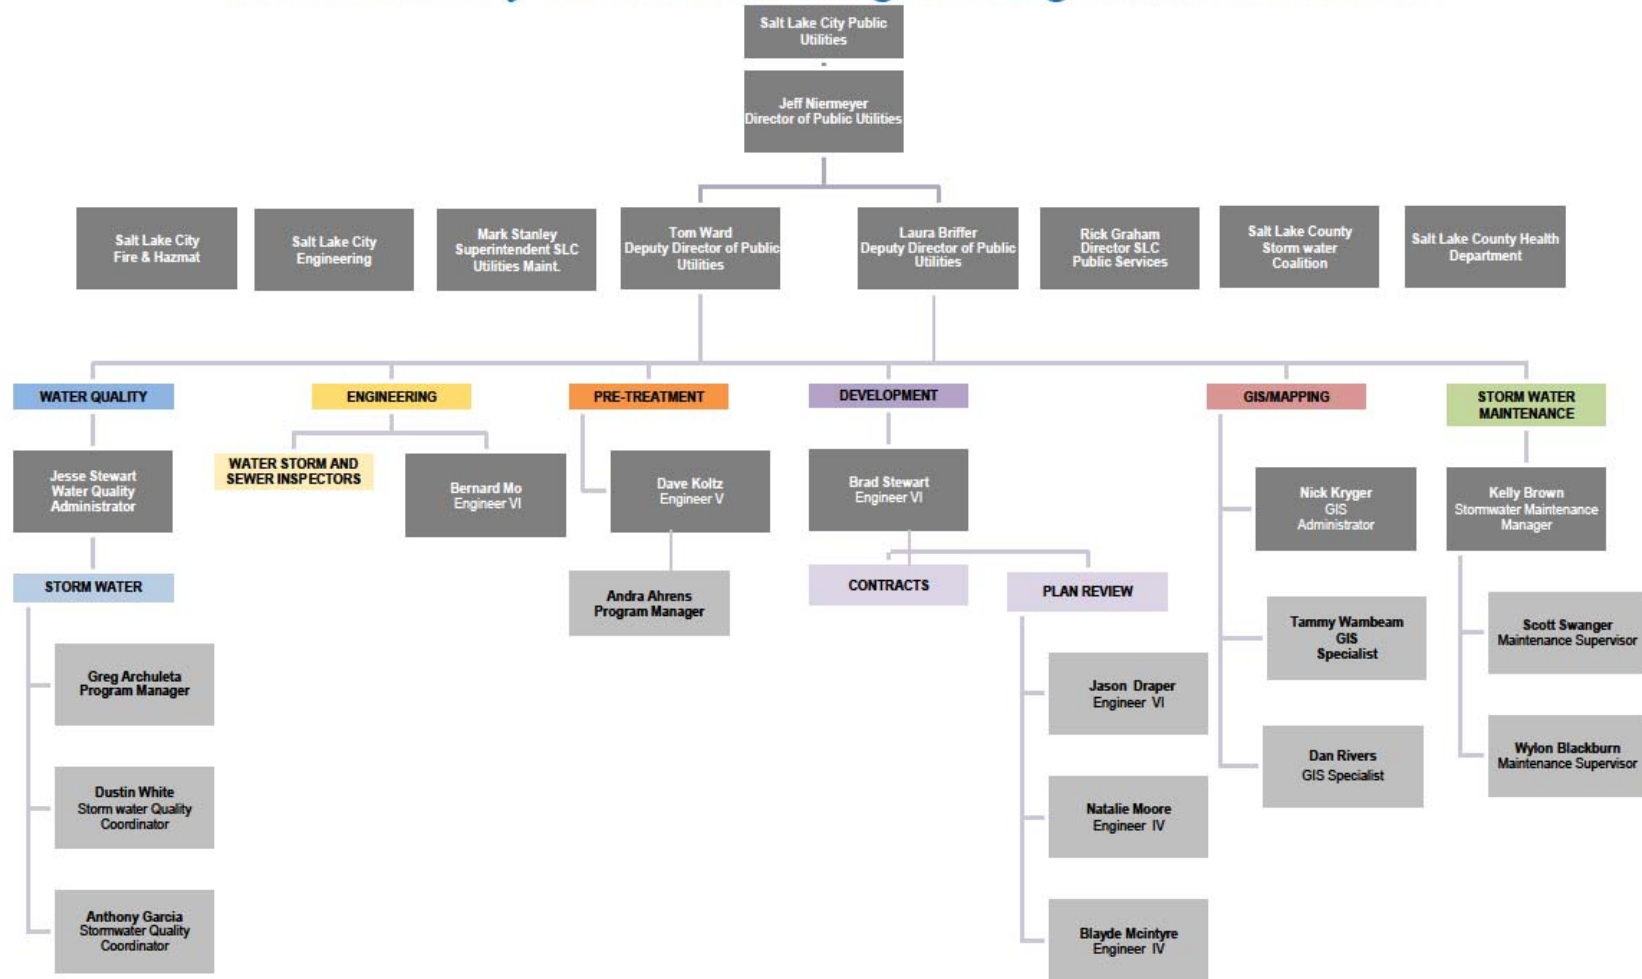 Salt Lake City Public
Utilities
Jeff Niermeyer
Director of Public Utilities
Salt Lake City
Fire & Hazmat
Salt Lake City
Engineering
Mark Stanley
Superintendent SLC
Utilities Maint.
Tom Ward
Deputy Director of Public
Utilities
Laura Briffer
Deputy Director of Public
Utilities
Rick Graham
Director SLC
Public Services
Salt Lake County
Storm water
Coalition
Salt Lake County Health
Department
WATER QUALITY
ENGINEERING
PRE-TREATMENT
DEVELOPMENT
GIS/MAPPING
STORM WATER
MAINTENANCE
Jesse Stewart
Water Quality
Administrator
WATER STORM AND
SEWER INSPECTORS
Bernard Mo
Engineer VI
Dave Koltz
Engineer V
Brad Stewart
Engineer VI
Nick Kryger
GIS
Administrator
Kelly Brown
Stormwater Maintenance
Manager
STORM WATER
Andra Ahrens
Program Manager
CONTRACTS
PLAN REVIEW
Tammy Wambeam
GIS
Specialist
Scott Swanger
Maintenance Supervisor
Greg Archuleta
Program Manager
Jason Draper
Engineer VI
Dan Rivers
GIS Specialist
Wylon Blackburn
Maintenance Supervisor
Dustin White
Storm water Quality
Coordinator
Natalie Moore
Engineer IV
Anthony Garcia
Stormwater Quality
Coordinator
Blayde Mcintyre
Engineer IV